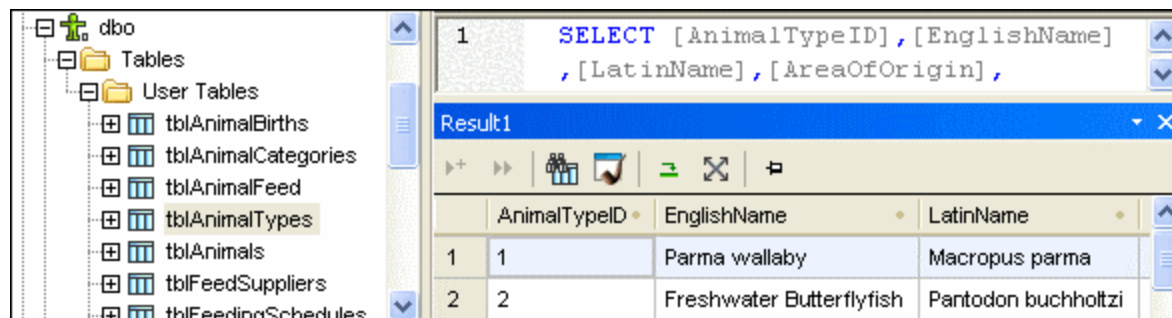 dbo
Tables
User Tables
tblAnimalBirths
tblAnimalCategories
tblAnimalFeed
tblAnimalTypes
tblAnimals
tblFeedSuppliers
tblFeedingSchedules
1 SELECT [AnimalTypeID],[EnglishName]
,[LatinName],[AreaOfOrigin],
Result1
AnimalTypeID EnglishName LatinName
1 1 Parma wallaby Macropus parma
2 2 Freshwater Butterflyfish Pantodon buchholtzi